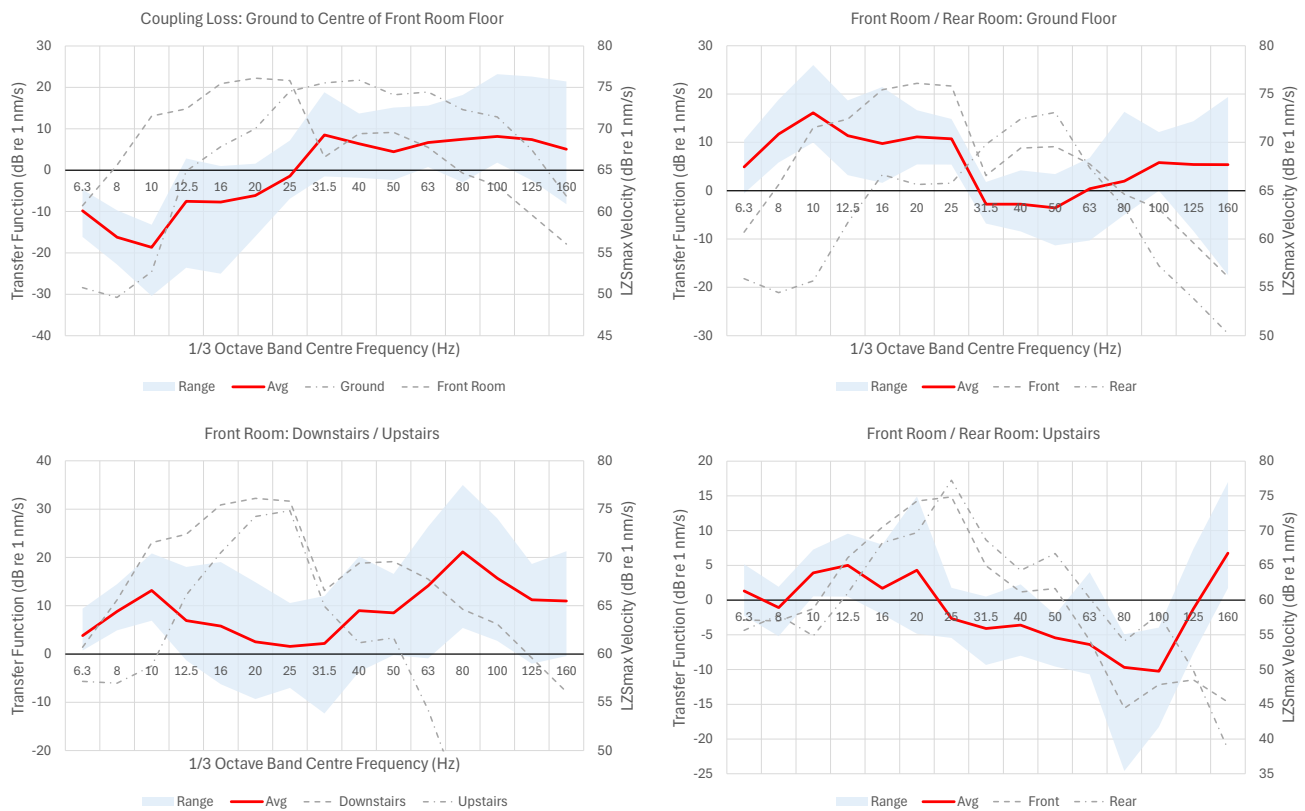 Coupling Loss: Ground to Centre of Front Room Floor
Transfer Function (dB re 1 nm/s)
30
20
10
0
-10
-20
-30
-40
6.3 8 10 12.5 16 20 25 31.5 40 50 63 80 100 125 160
80
75
70
65
60
55
50
45
LZSmax Velocity (dB re 1 nm/s)
1/3 Octave Band Centre Frequency (Hz)
Range Avg Ground Front Room
Front Room / Rear Room: Ground Floor
Transfer Function (dB re 1 nm/s)
30
20
10
0
-10
-20
-30
6.3 8 10 12.5 16 20 25 31.5 40 50 63 80 100 125 160
80
75
70
65
60
55
50
LZSmax Velocity (dB re 1 nm/s)
1/3 Octave Band Centre Frequency (Hz)
Range Avg Front Rear
Front Room: Downstairs / Upstairs
Transfer Function (dB re 1 nm/s)
40
30
20
10
0
-10
-20
6.3 8 10 12.5 16 20 25 31.5 40 50 63 80 100 125 160
80
75
70
65
60
55
50
LZSmax Velocity (dB re 1 nm/s)
1/3 Octave Band Centre Frequency (Hz)
Range Avg Downstairs Upstairs
Front Room / Rear Room: Upstairs
Transfer Function (dB re 1 nm/s)
20
15
10
5
0
-5
-10
-15
-20
-25
6.3 8 10 12.5 16 20 25 31.5 40 50 63 80 100 125 160
80
75
70
65
60
55
50
45
40
35
LZSmax Velocity (dB re 1 nm/s)
Range Avg Front Rear